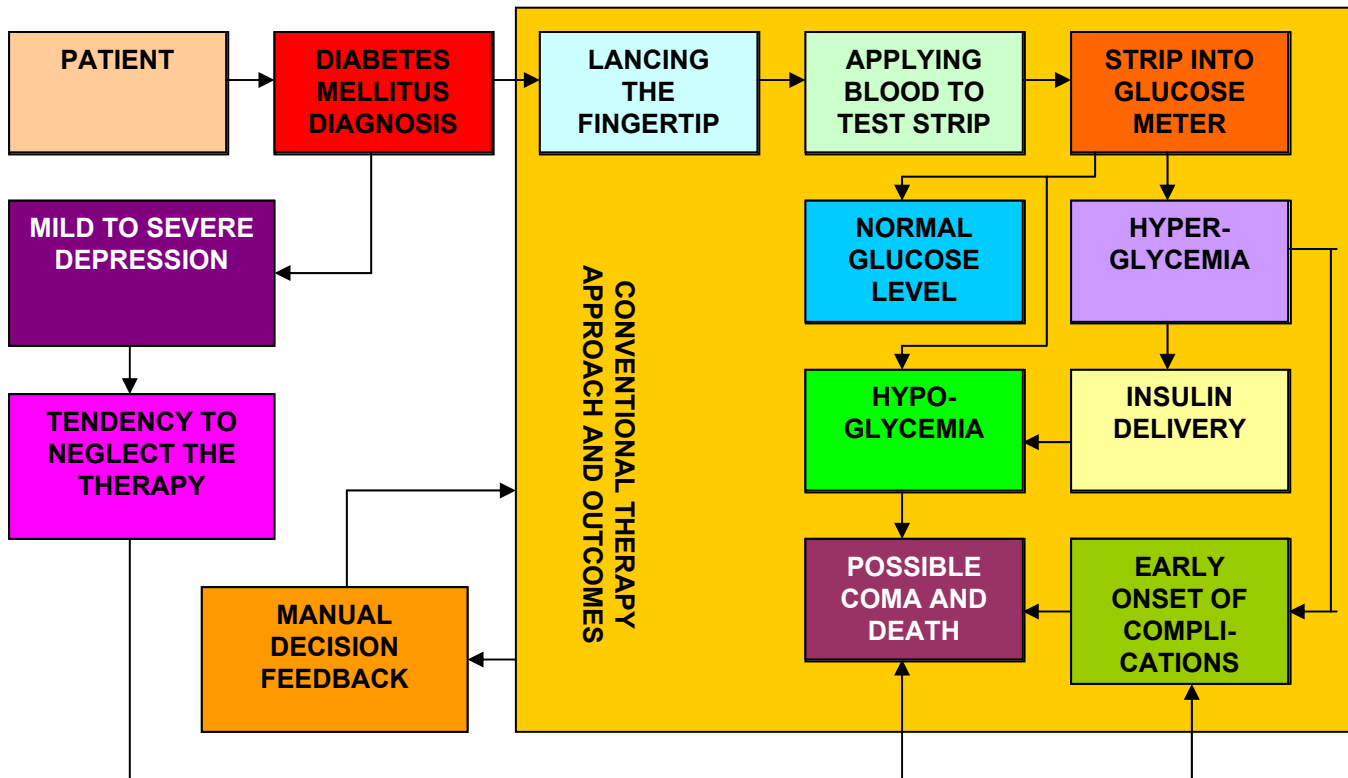 PATIENT
DIABETES
MELLITUS
DIAGNOSIS
LANCING
THE
FINGERTIP
APPLYING
BLOOD TO
TEST STRIP
STRIP INTO
GLUCOSE
METER
MILD TO SEVERE
DEPRESSION
NORMAL
GLUCOSE
LEVEL
HYPER-
GLYCEMIA
CONVENTIONAL THERAPY
APPROACH AND OUTCOMES
TENDENCY TO
NEGLECT THE
THERAPY
HYPO-
GLYCEMIA
INSULIN
DELIVERY
MANUAL
DECISION
FEEDBACK
POSSIBLE
COMA AND
DEATH
EARLY
ONSET OF
COMPLI-
CATIONS